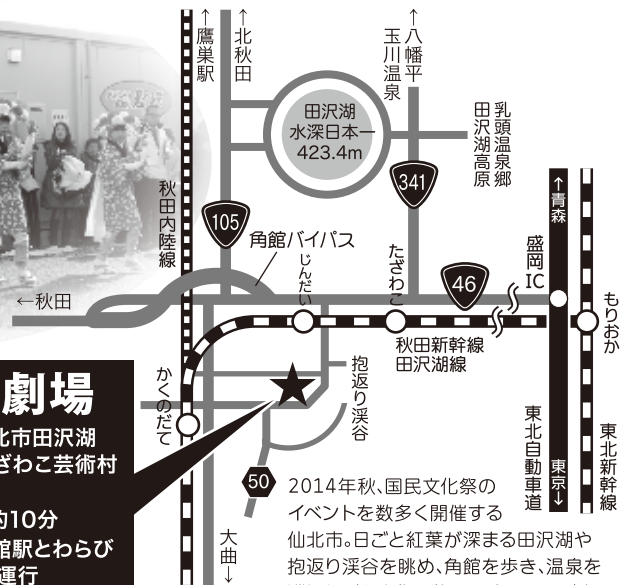 ↑鷹巣駅
↑北秋田
↑八幡平
玉川温泉
田沢湖
水深日本一
423.4m
乳頭温泉郷
田沢湖高原
秋田内陸線
105
341
↑青森
角館バイパス
じんだい
たざわこ
46
盛岡IC
もりおか
←秋田
秋田新幹線
田沢湖線
かくのだて
抱返り渓谷
東北自動車道
東京↓
東北新幹線
50
大曲↓
劇場
北市田沢湖
ざわこ芸術村
約10分
館駅とわらび
運行
2014年秋、国民文化祭の
イベントを数多く開催する
仙北市。日ごと紅葉が深まる田沢湖や
抱返り渓谷を眺め、角館を歩き、温泉を